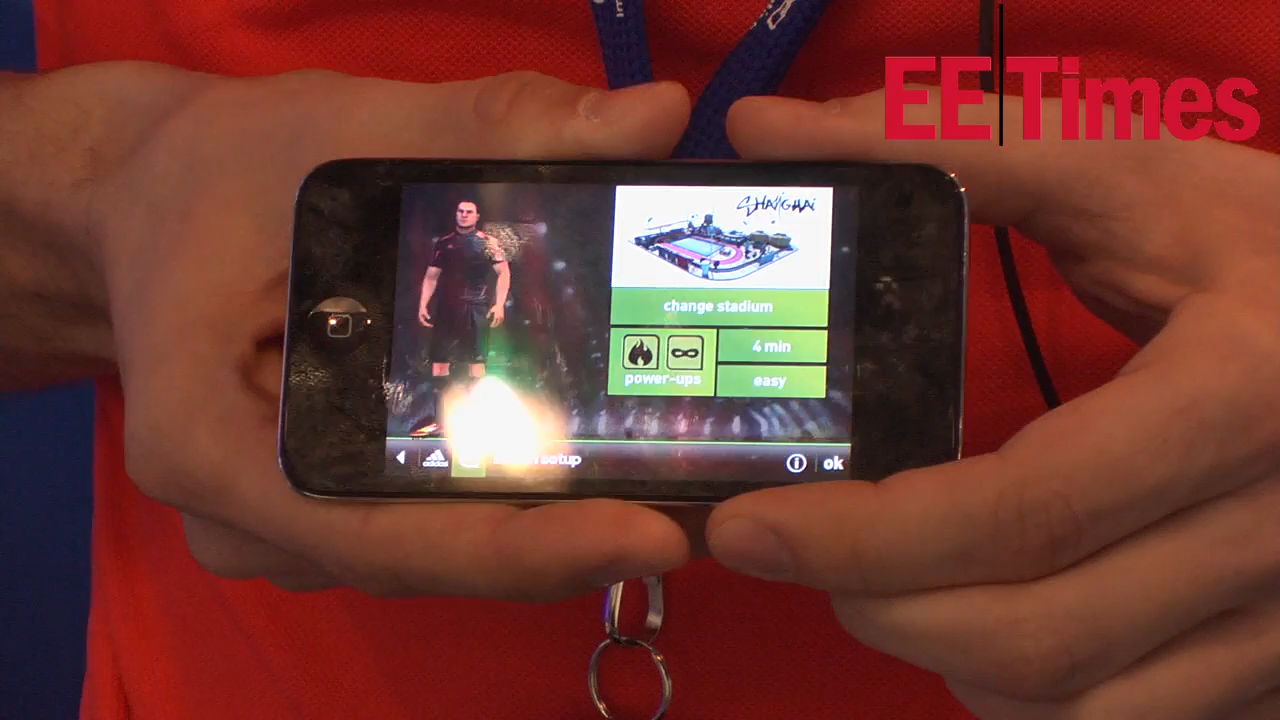 EE Times
SHANGHAI
change stadium
4 min
power-ups
easy
adidas
setup
ok